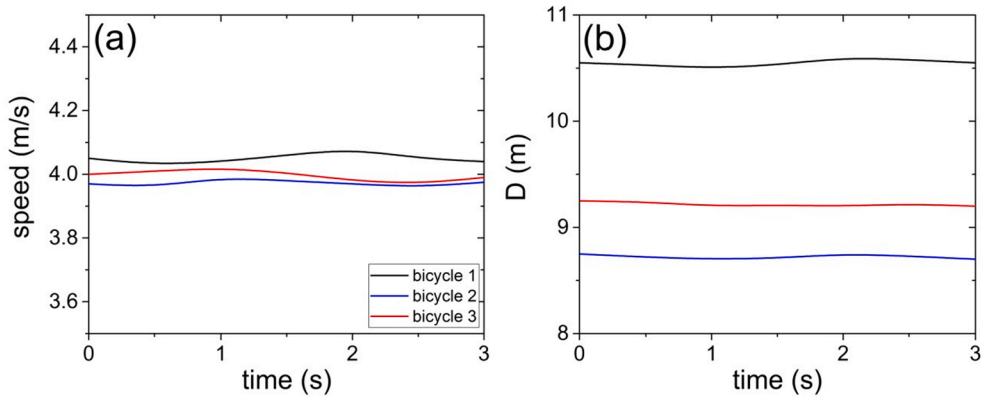 (a)
speed (m/s)
4.4
4.2
4.0
3.8
3.6
0
1
2
3
time (s)
bicycle 1
bicycle 2
bicycle 3
(b)
D (m)
11
10
9
8
0
1
2
3
time (s)